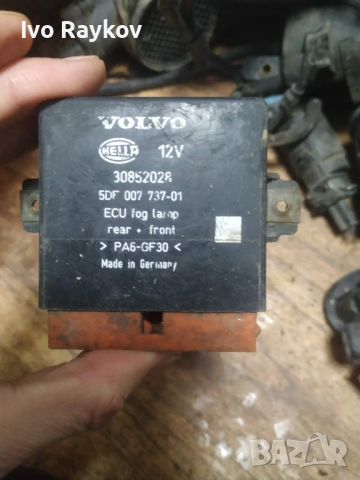 Ivo Raykov
VOLVO
HELLA 12V
30852028
5DF 007 737-01
ECU fog lamp
rear + front
> PA6-GF30 <
Made in Germany
BAZAR